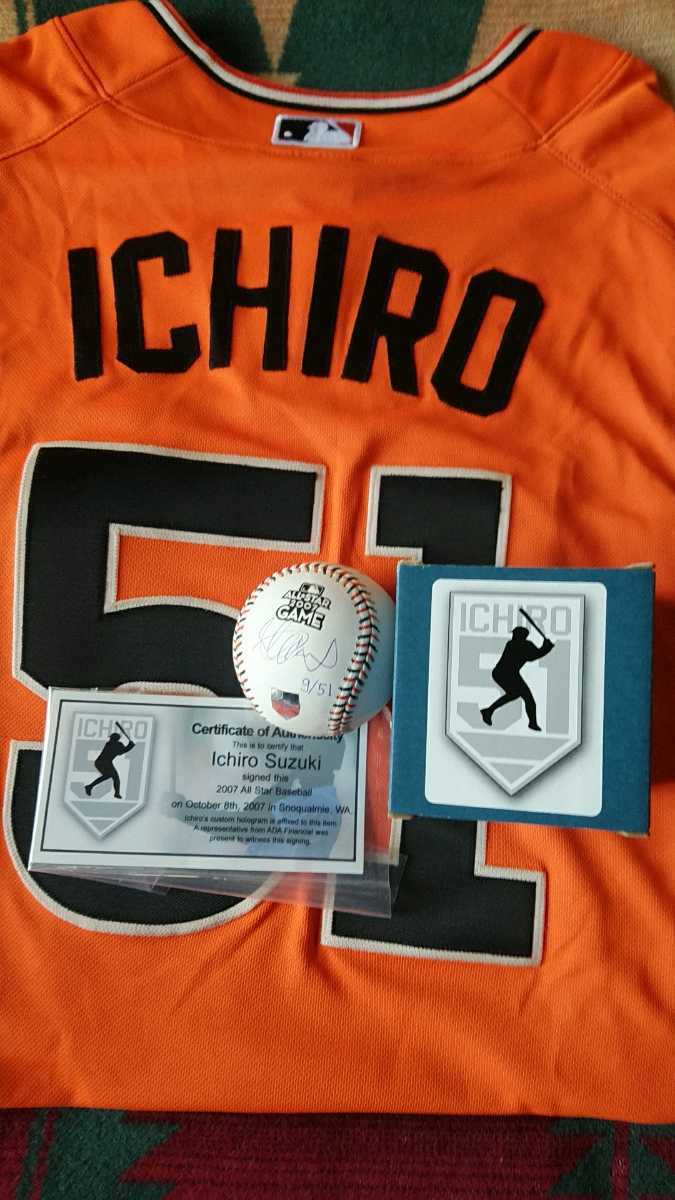 ICHIRO
51
ALL STAR
2007
GAME
9/51
ICHIRO
51
ICHIRO
51
Certificate of Authenticity
This is to certify that
Ichiro Suzuki
signed this
2007 All Star Baseball
on October 8th, 2007 in Snoqualmie, WA.
Ichiro's custom hologram is affixed to this item.
A representative from ADA Financial was
present to witness this signing.